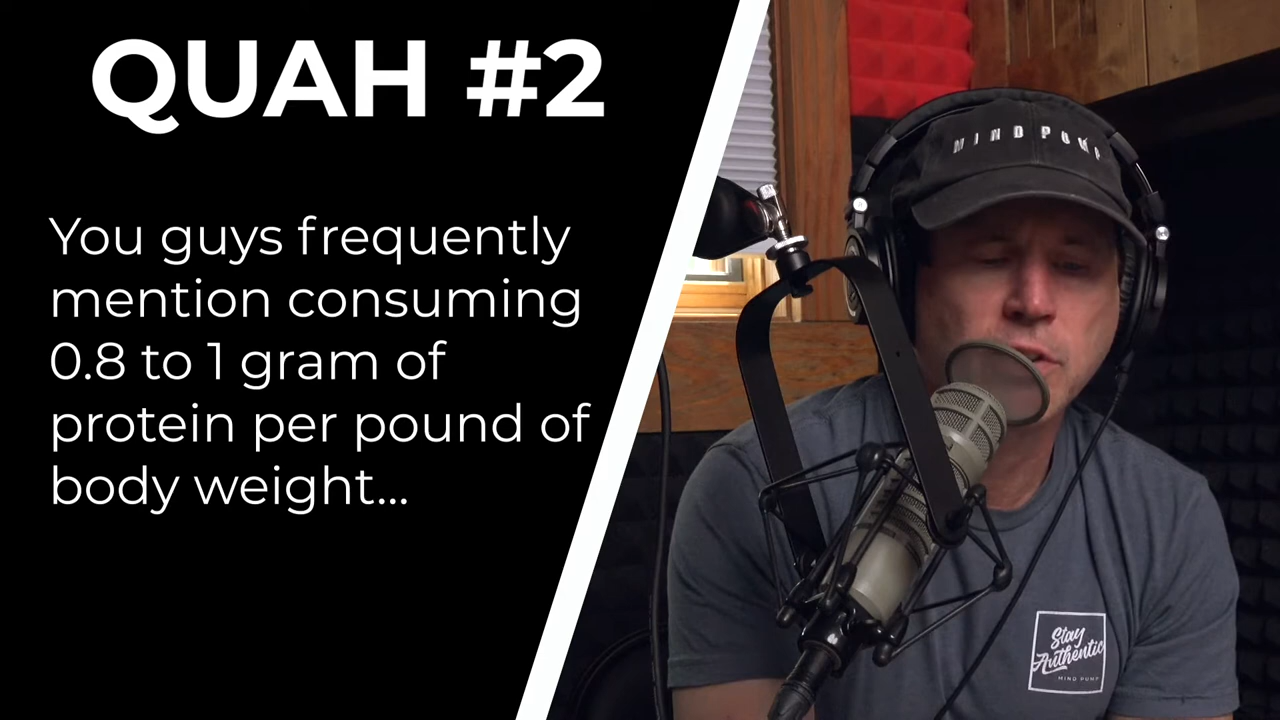 QUAH #2
You guys frequently
mention consuming
0.8 to 1 gram of
protein per pound of
body weight...
MIND PUMP
Stay
Authentic
MIND PUMP